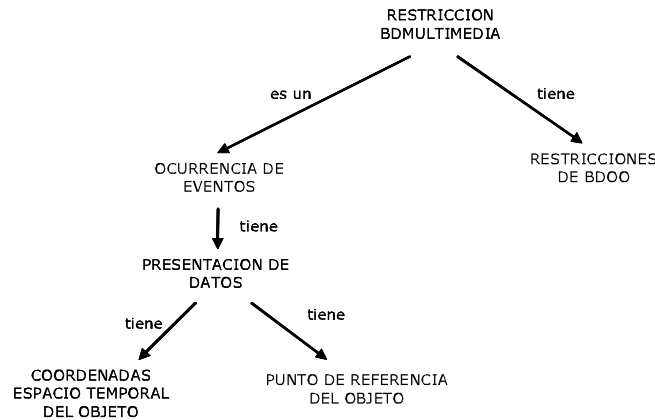 RESTRICCION
BDMULTIMEDIA
es un
tiene
OCURRENCIA DE
EVENTOS
RESTRICCIONES
DE BDOO
tiene
PRESENTACION DE
DATOS
tiene
tiene
COORDENADAS
ESPACIO TEMPORAL
DEL OBJETO
PUNTO DE REFERENCIA
DEL OBJETO